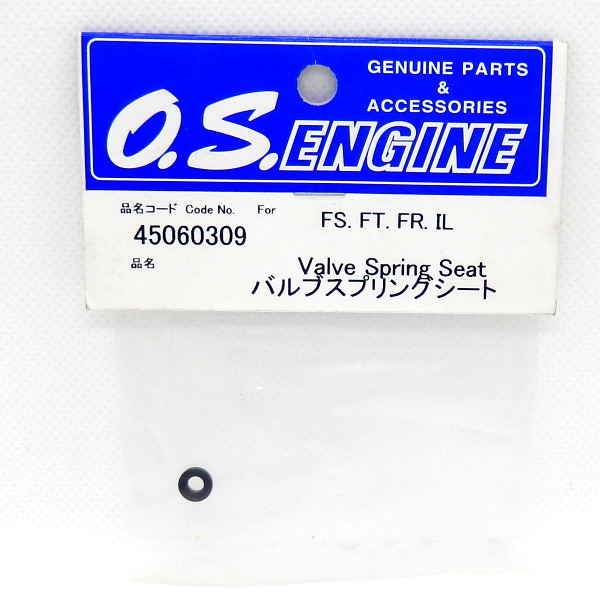 GENUINE PARTS
&
ACCESSORIES
O.S.ENGINE
品名コード Code No. For
45060309 FS. FT. FR. IL
品名 Valve Spring Seat
バルブスプリングシート